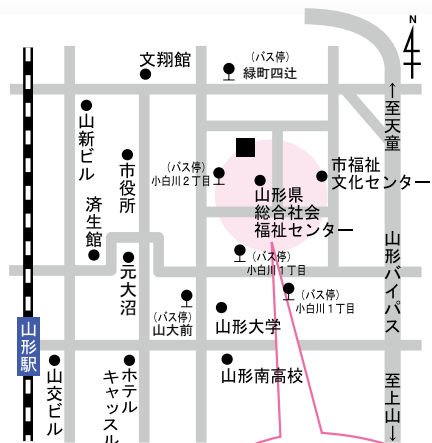 N
文翔館
(バス停)
緑町四辻
←至天童
山新ビル
市役所
(バス停)
小白川2丁目
市福祉
文化センター
山形県
総合社会
福祉センター
済生館
元大沼
(バス停)
小白川1丁目
(バス停)
小白川1丁目
山形バイパス
(バス停)
山大前
山形大学
山形駅
山形南高校
山交ビル
ホテル
キャッスル
至上山→